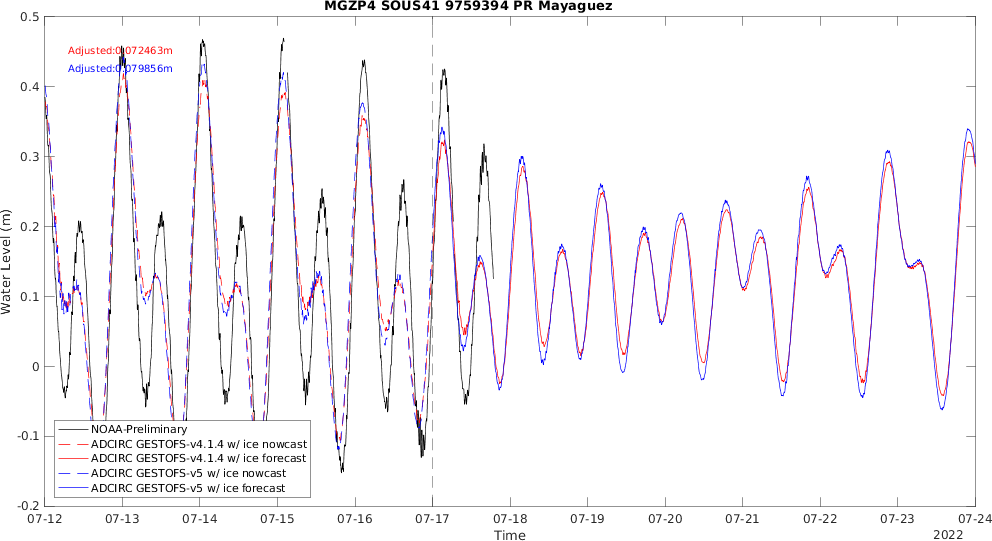 MGZP4 SOUS41 9759394 PR Mayaguez
Water Level (m)
0.5
0.4
0.3
0.2
0.1
0
-0.1
-0.2
Adjusted:0.072463m
Adjusted:0.079856m
NOAA-Preliminary
ADCIRC GESTOFS-v4.1.4 w/ ice nowcast
ADCIRC GESTOFS-v4.1.4 w/ ice forecast
ADCIRC GESTOFS-v5 w/ ice nowcast
ADCIRC GESTOFS-v5 w/ ice forecast
07-12 07-13 07-14 07-15 07-16 07-17 07-18 07-19 07-20 07-21 07-22 07-23 07-24
Time
2022